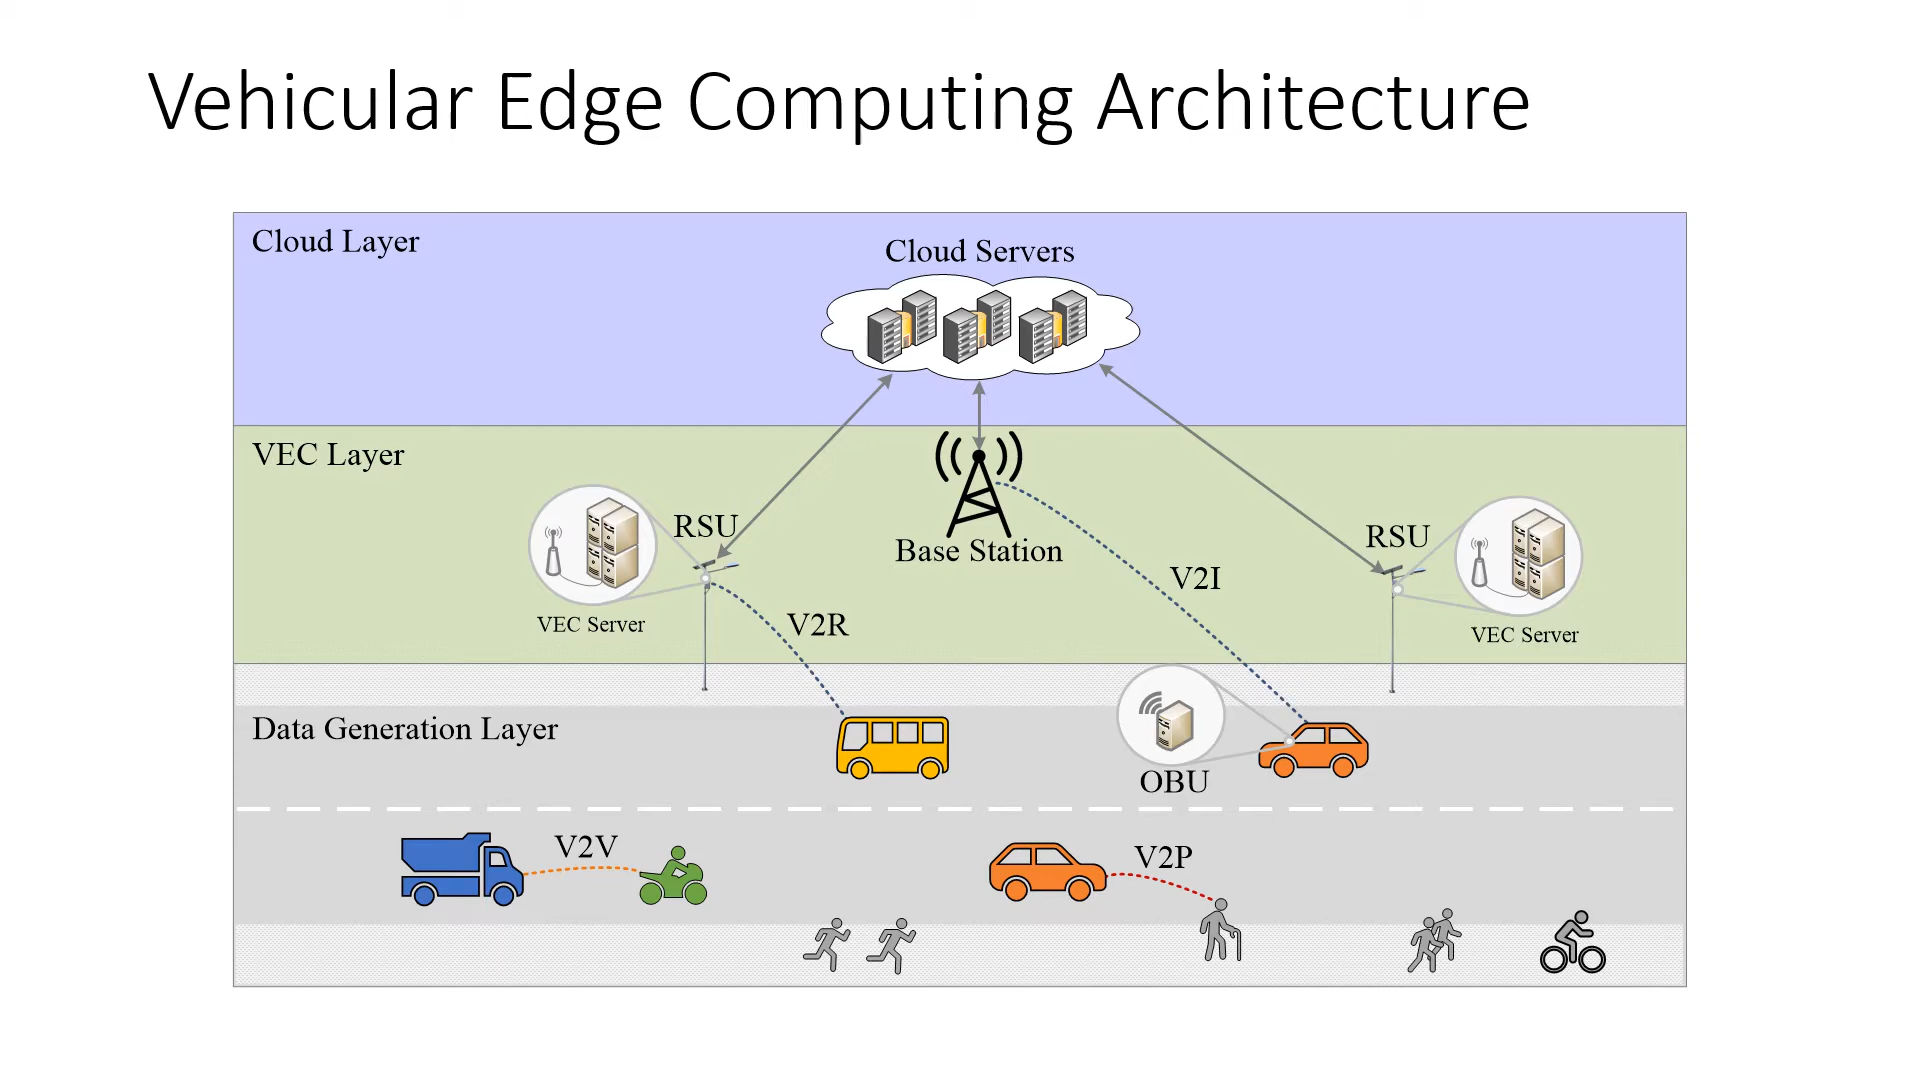 Vehicular Edge Computing Architecture
Cloud Layer
Cloud Servers
VEC Layer
RSU
Base Station
RSU
V2I
VEC Server
V2R
VEC Server
Data Generation Layer
OBU
V2V
V2P